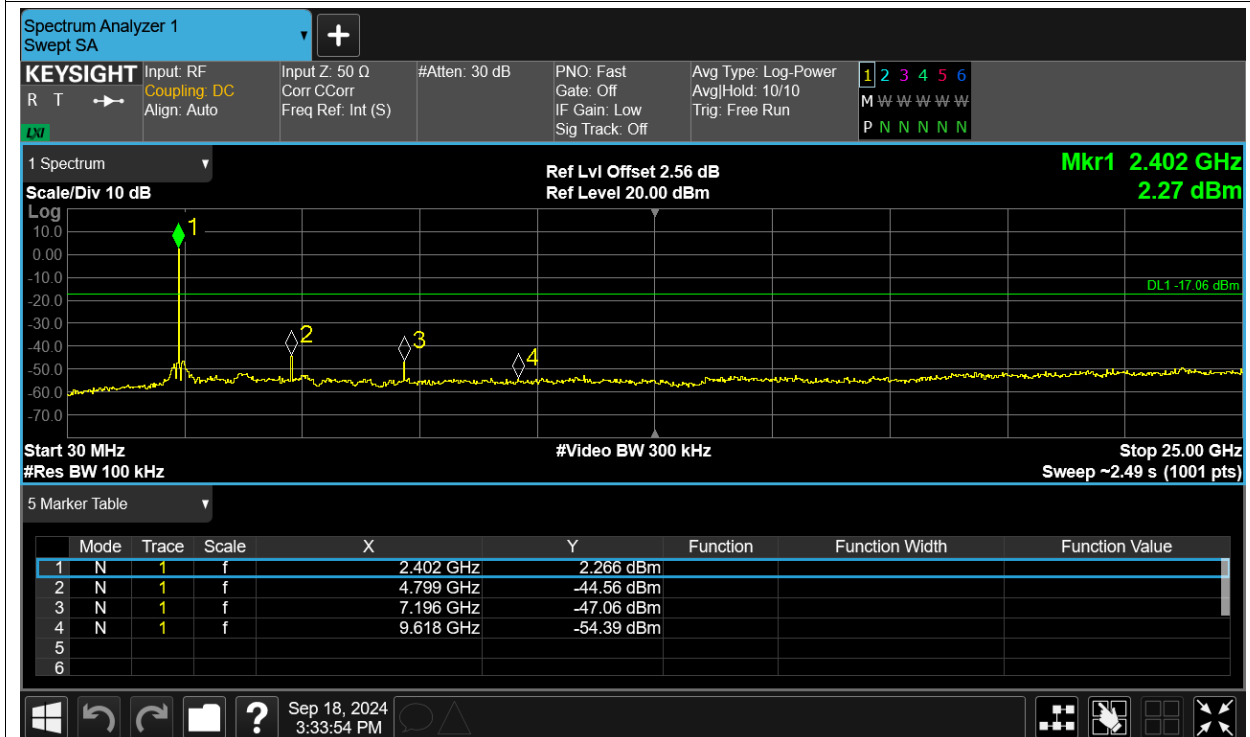 Spectrum Analyzer 1
Swept SA
+
KEYSIGHT Input: RF Input Z: 50 Ω #Atten: 30 dB PNO: Fast Avg Type: Log-Power 1 2 3 4 5 6
R T Coupling: DC Corr CCorr Gate: Off Avg|Hold: 10/10 M W W W W W W
Align: Auto Freq Ref: Int (S) IF Gain: Low Trig: Free Run
LXI Sig Track: Off P N N N N N
1 Spectrum Ref Lvl Offset 2.56 dB Mkr1 2.402 GHz
Scale/Div 10 dB Ref Level 20.00 dBm 2.27 dBm
Log
10.0 1
0.00
-10.0
DL1 -17.06 dBm
-20.0
-30.0
2 3
-40.0
4
-50.0
-60.0
-70.0
Start 30 MHz #Video BW 300 kHz Stop 25.00 GHz
#Res BW 100 kHz Sweep ~2.49 s (1001 pts)
5 Marker Table
Mode Trace Scale X Y Function Function Width Function Value
1 N 1 f 2.402 GHz 2.266 dBm
2 N 1 f 4.799 GHz -44.56 dBm
3 N 1 f 7.196 GHz -47.06 dBm
4 N 1 f 9.618 GHz -54.39 dBm
5
6
? Sep 18, 2024
3:33:54 PM